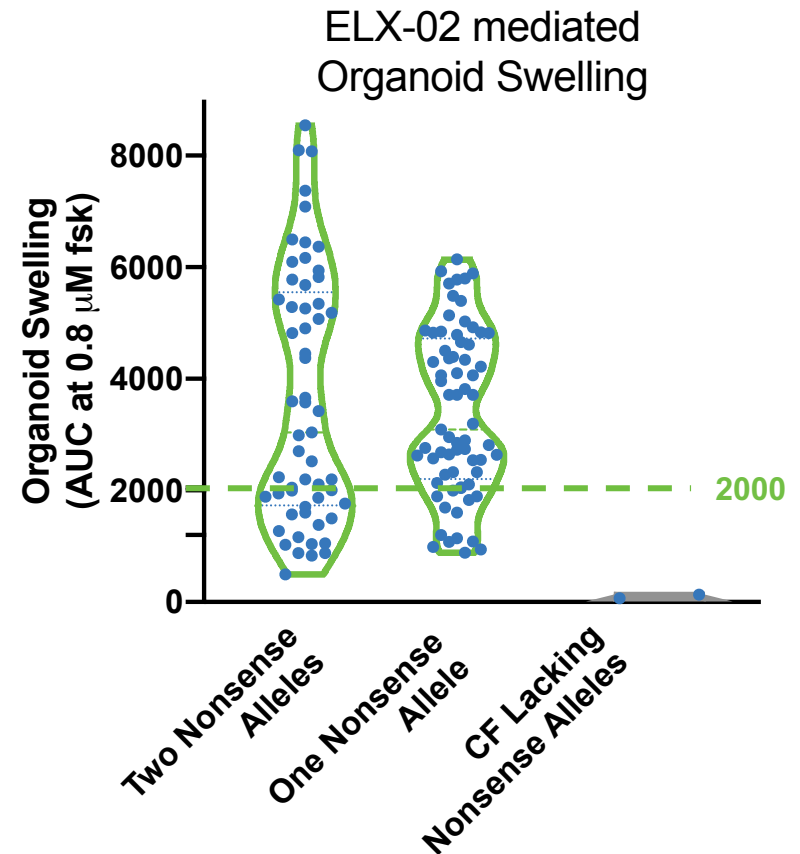 ELX-02 mediated
Organoid Swelling
Organoid Swelling
(AUC at 0.8 μM fsk)
8000
6000
4000
2000
0
2000
Two Nonsense
Alleles
One Nonsense
Allele
CF Lacking
Nonsense Alleles